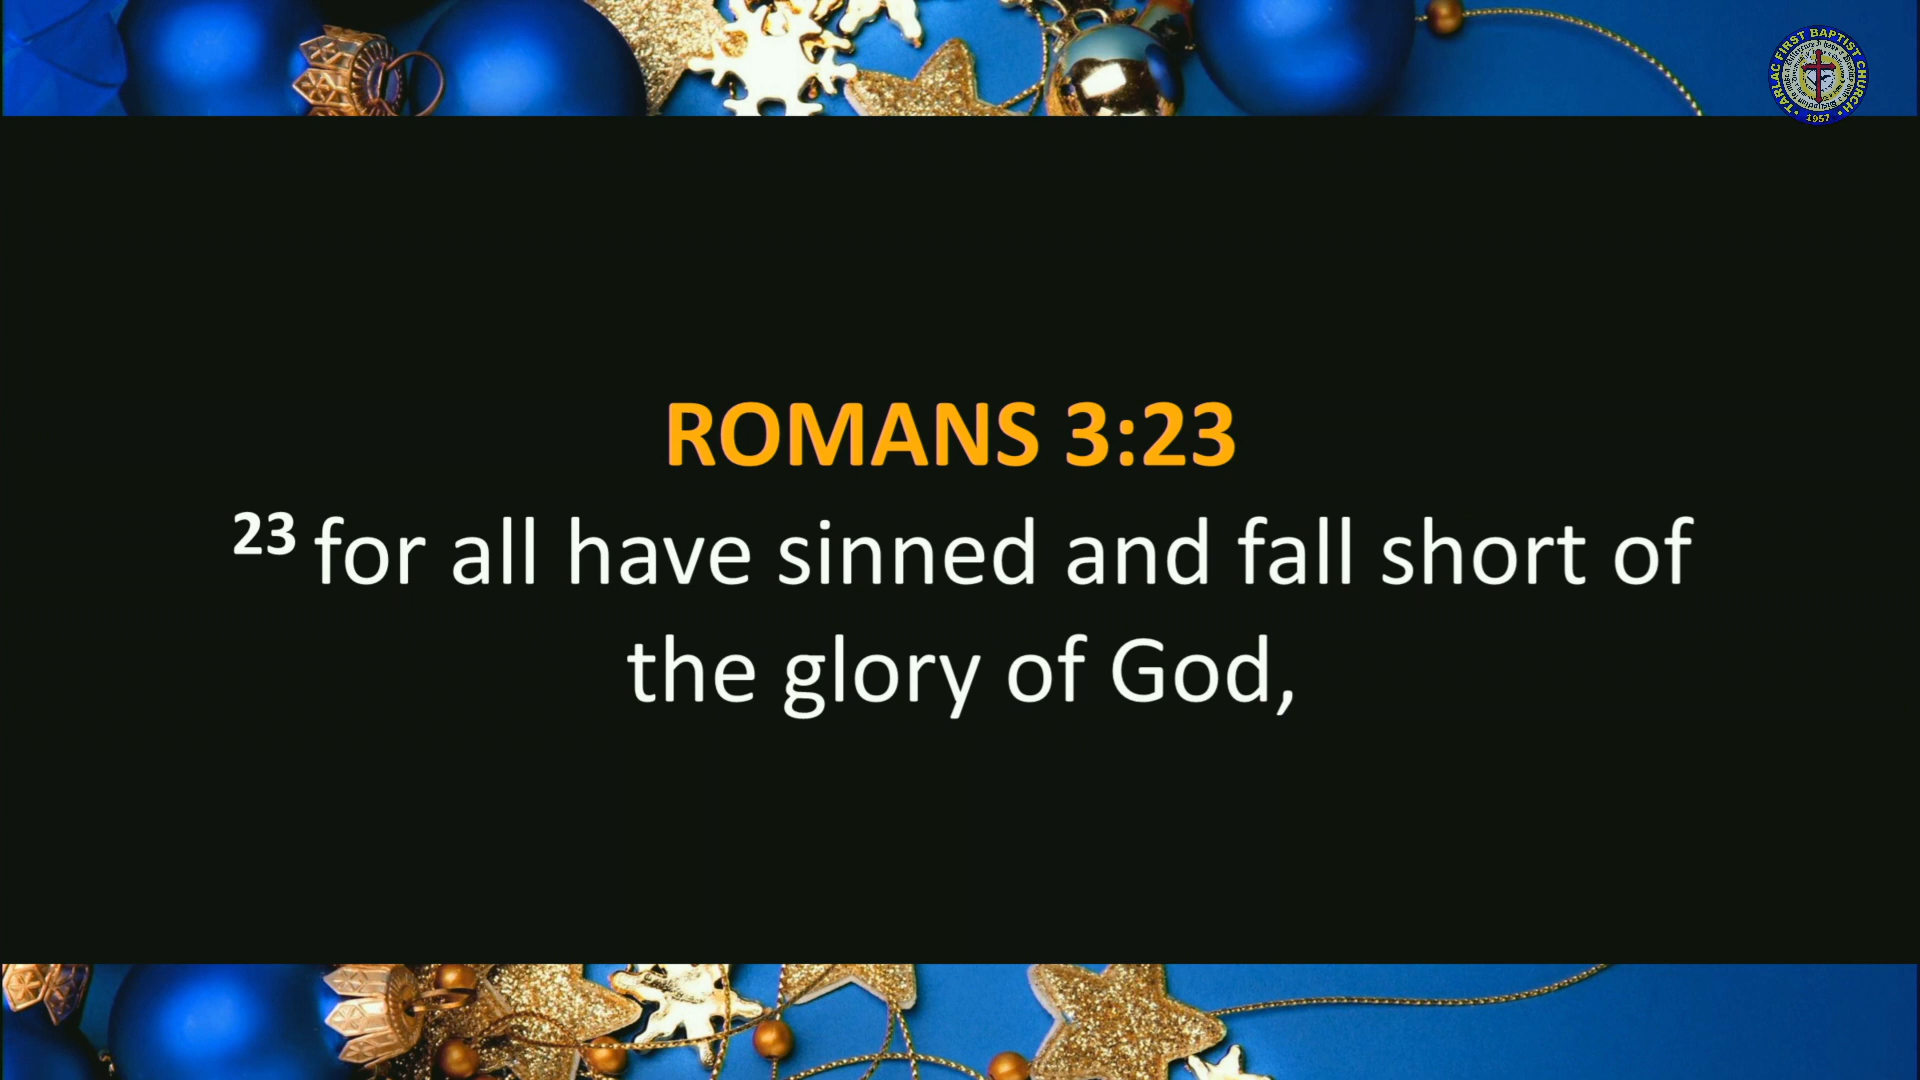 TARLAC FIRST BAPTIST CHURCH
1957
ROMANS 3:23
23 for all have sinned and fall short of
the glory of God,